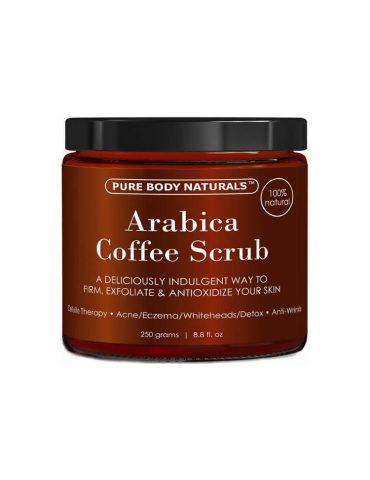 PURE BODY NATURALS™
100%
natural
Arabica
Coffee Scrub
A DELICIOUSLY INDULGENT WAY TO
FIRM, EXFOLIATE & ANTIOXIDIZE YOUR SKIN
Therapy • Acne/Eczema/Whiteheads/Detox • Anti-Wrinkle
250 grams | 8.8 fl. oz